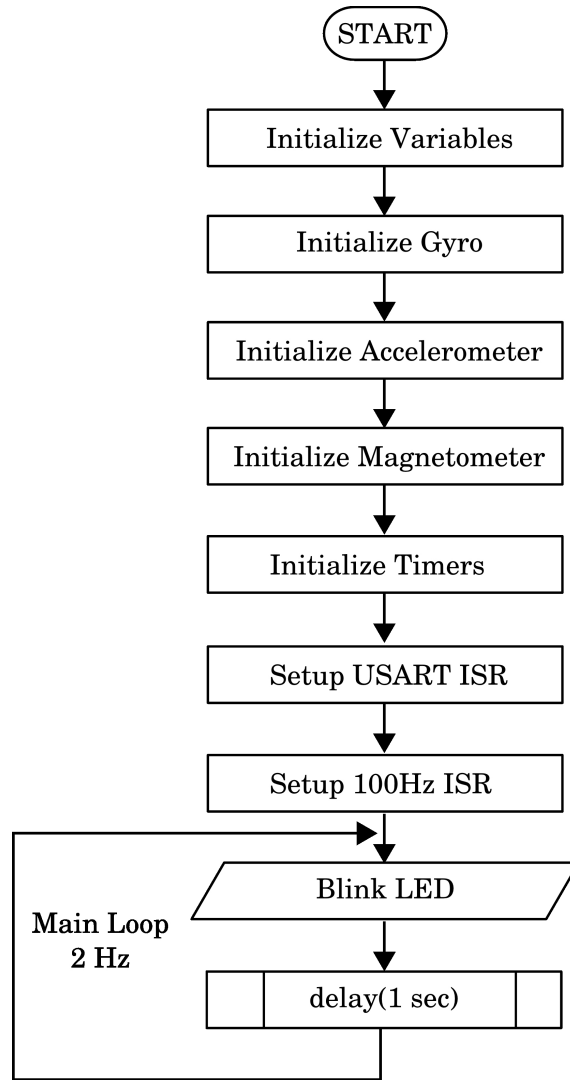 START
Initialize Variables
Initialize Gyro
Initialize Accelerometer
Initialize Magnetometer
Initialize Timers
Setup USART ISR
Setup 100Hz ISR
Blink LED
Main Loop
2 Hz
delay(1 sec)